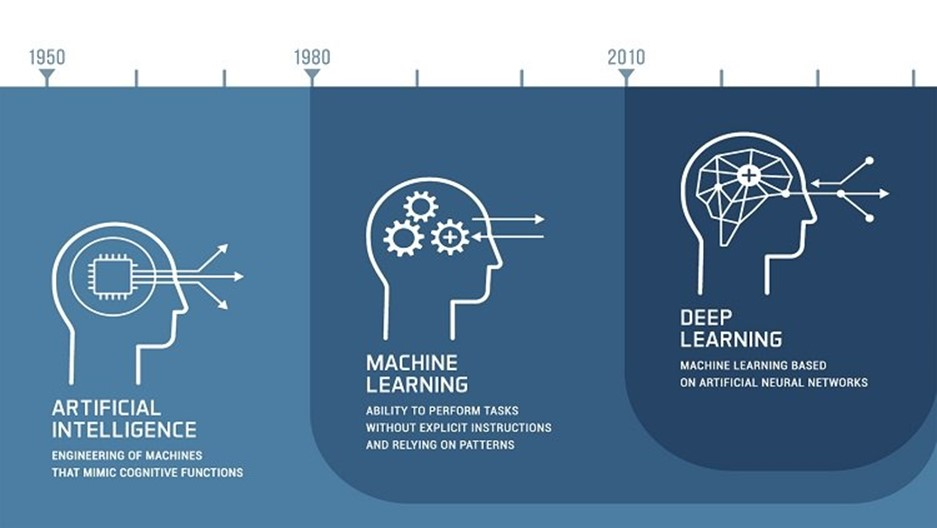 1950
1980
2010
ARTIFICIAL
INTELLIGENCE
ENGINEERING OF MACHINES
THAT MIMIC COGNITIVE FUNCTIONS
MACHINE
LEARNING
ABILITY TO PERFORM TASKS
WITHOUT EXPLICIT INSTRUCTIONS
AND RELYING ON PATTERNS
DEEP
LEARNING
MACHINE LEARNING BASED
ON ARTIFICIAL NEURAL NETWORKS